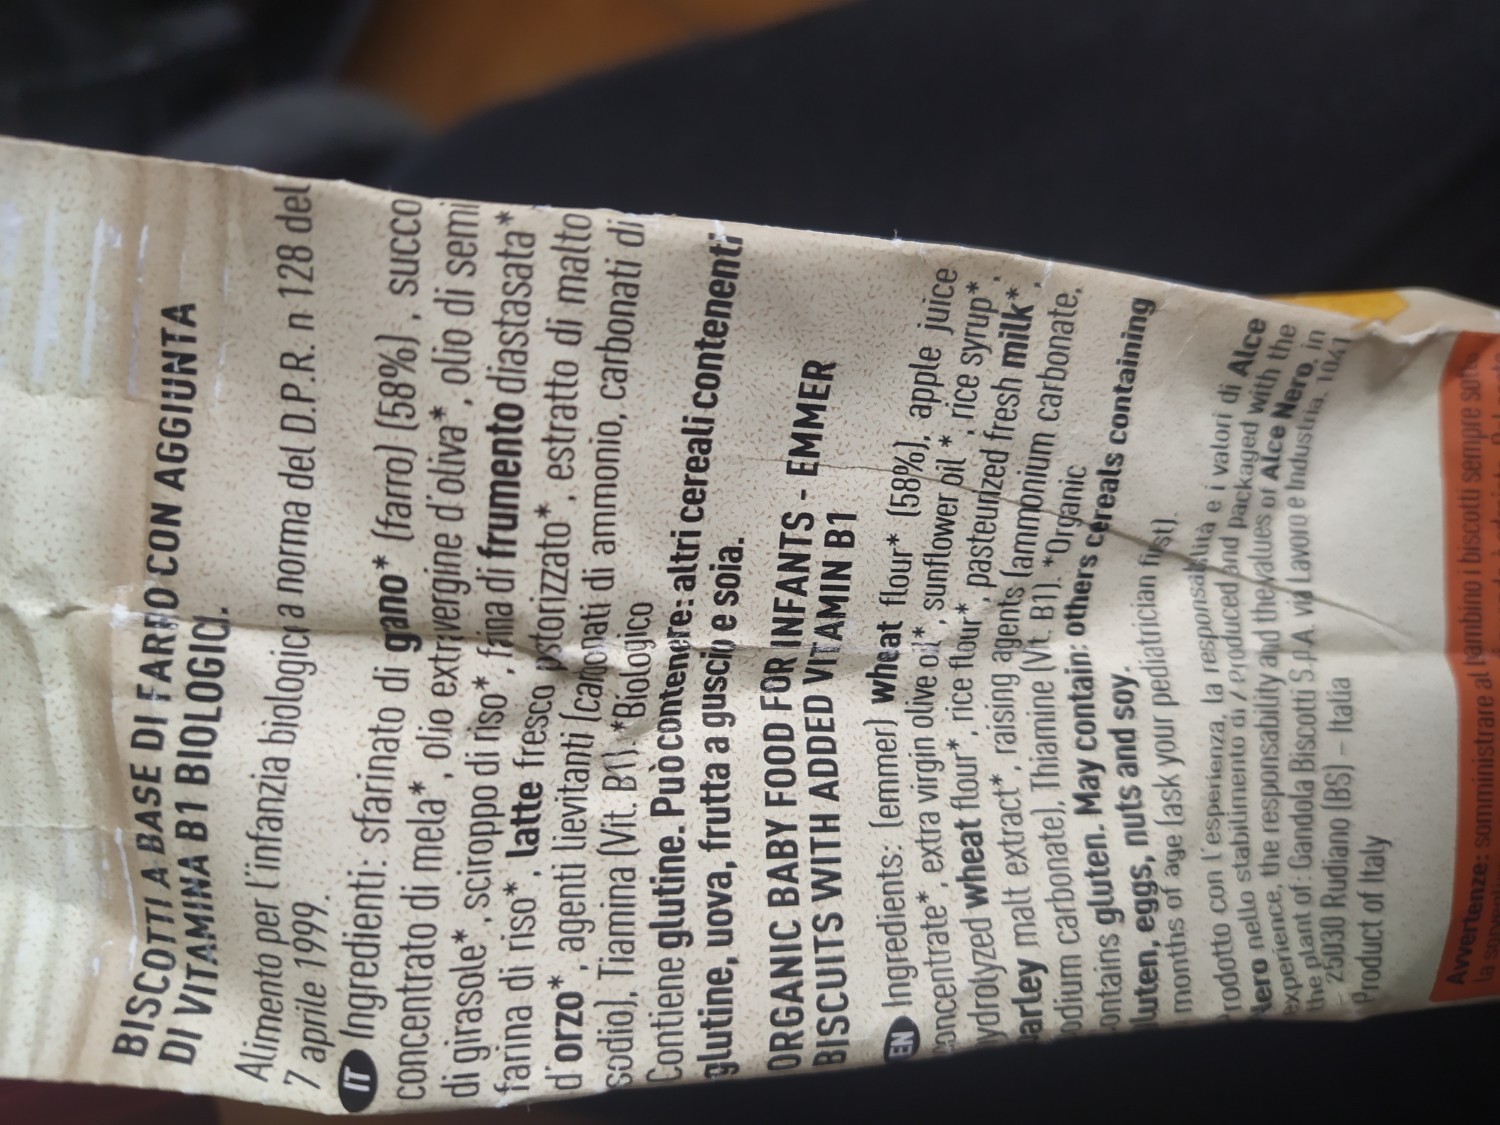 BISCOTTI A BASE DI FARRO CON AGGIUNTA
DI VITAMINA B1 BIOLOGICI.
Alimento per l'infanzia biologici a norma del D.P.R. n 128 del
7 aprile 1999.
IT Ingredienti: sfarinato di gano* (farro) (58%), succo
concentrato di mela*, olio extravergine d'oliva*, olio di semi
di girasole*, sciroppo di riso*, fina di frumento diastasata*
farina di riso*, latte fresco pstorizzato*, estratto di malto
d'orzo*, agenti lievitanti (carbonati di ammonio, carbonati di
sodio), Tiamina (Vit. B1).*Biologico
Contiene glutine. Può contenere: altri cereali contenenti
glutine, uova, frutta a guscio e soia.
ORGANIC BABY FOOD FOR INFANTS - EMMER
BISCUITS WITH ADDED VITAMIN B1
EN Ingredients: (emmer) wheat flour* (58%), apple juice
concentrate*, extra virgin olive oil*, sunflower oil*, rice syrup*,
hydrolyzed wheat flour*, rice flour*, pasteurized fresh milk*,
barley malt extract*, raising agents (ammonium carbonate,
sodium carbonate), Thiamine (Vit. B1). *Organic
Contains gluten. May contain: others cereals containing
gluten, eggs, nuts and soy.
months of age (ask your pediatrician first).
Prodotto con l'esperienza, la responsabilità e i valori di Alce
Nero nello stabilimento di / Produced and packaged with the
experience, the responsability and the values of Alce Nero, in
the plant of: Gandola Biscotti S.p.A. via Lavoro e Industria, 1041
- 25030 Rudiano (BS) – Italia
Product of Italy
Avvertenze: somministrare al bambino i biscotti sempre sotto